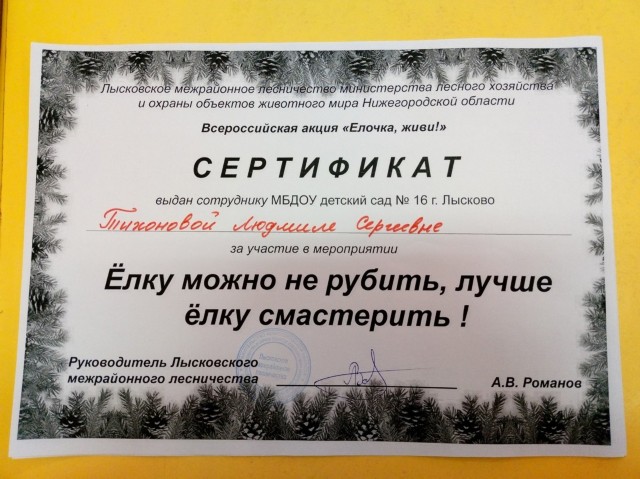 Лысковское межрайонное лесничество министерства лесного хозяйства
и охраны объектов животного мира Нижегородской области
Всероссийская акция «Елочка, живи!»
СЕРТИФИКАТ
выдан сотруднику МБДОУ детский сад № 16 г. Лысково
Тихоновой Людмиле Сергеевне
за участие в мероприятии
Ёлку можно не рубить, лучше
ёлку смастерить !
Руководитель Лысковского
межрайонного лесничества
А.В. Романов